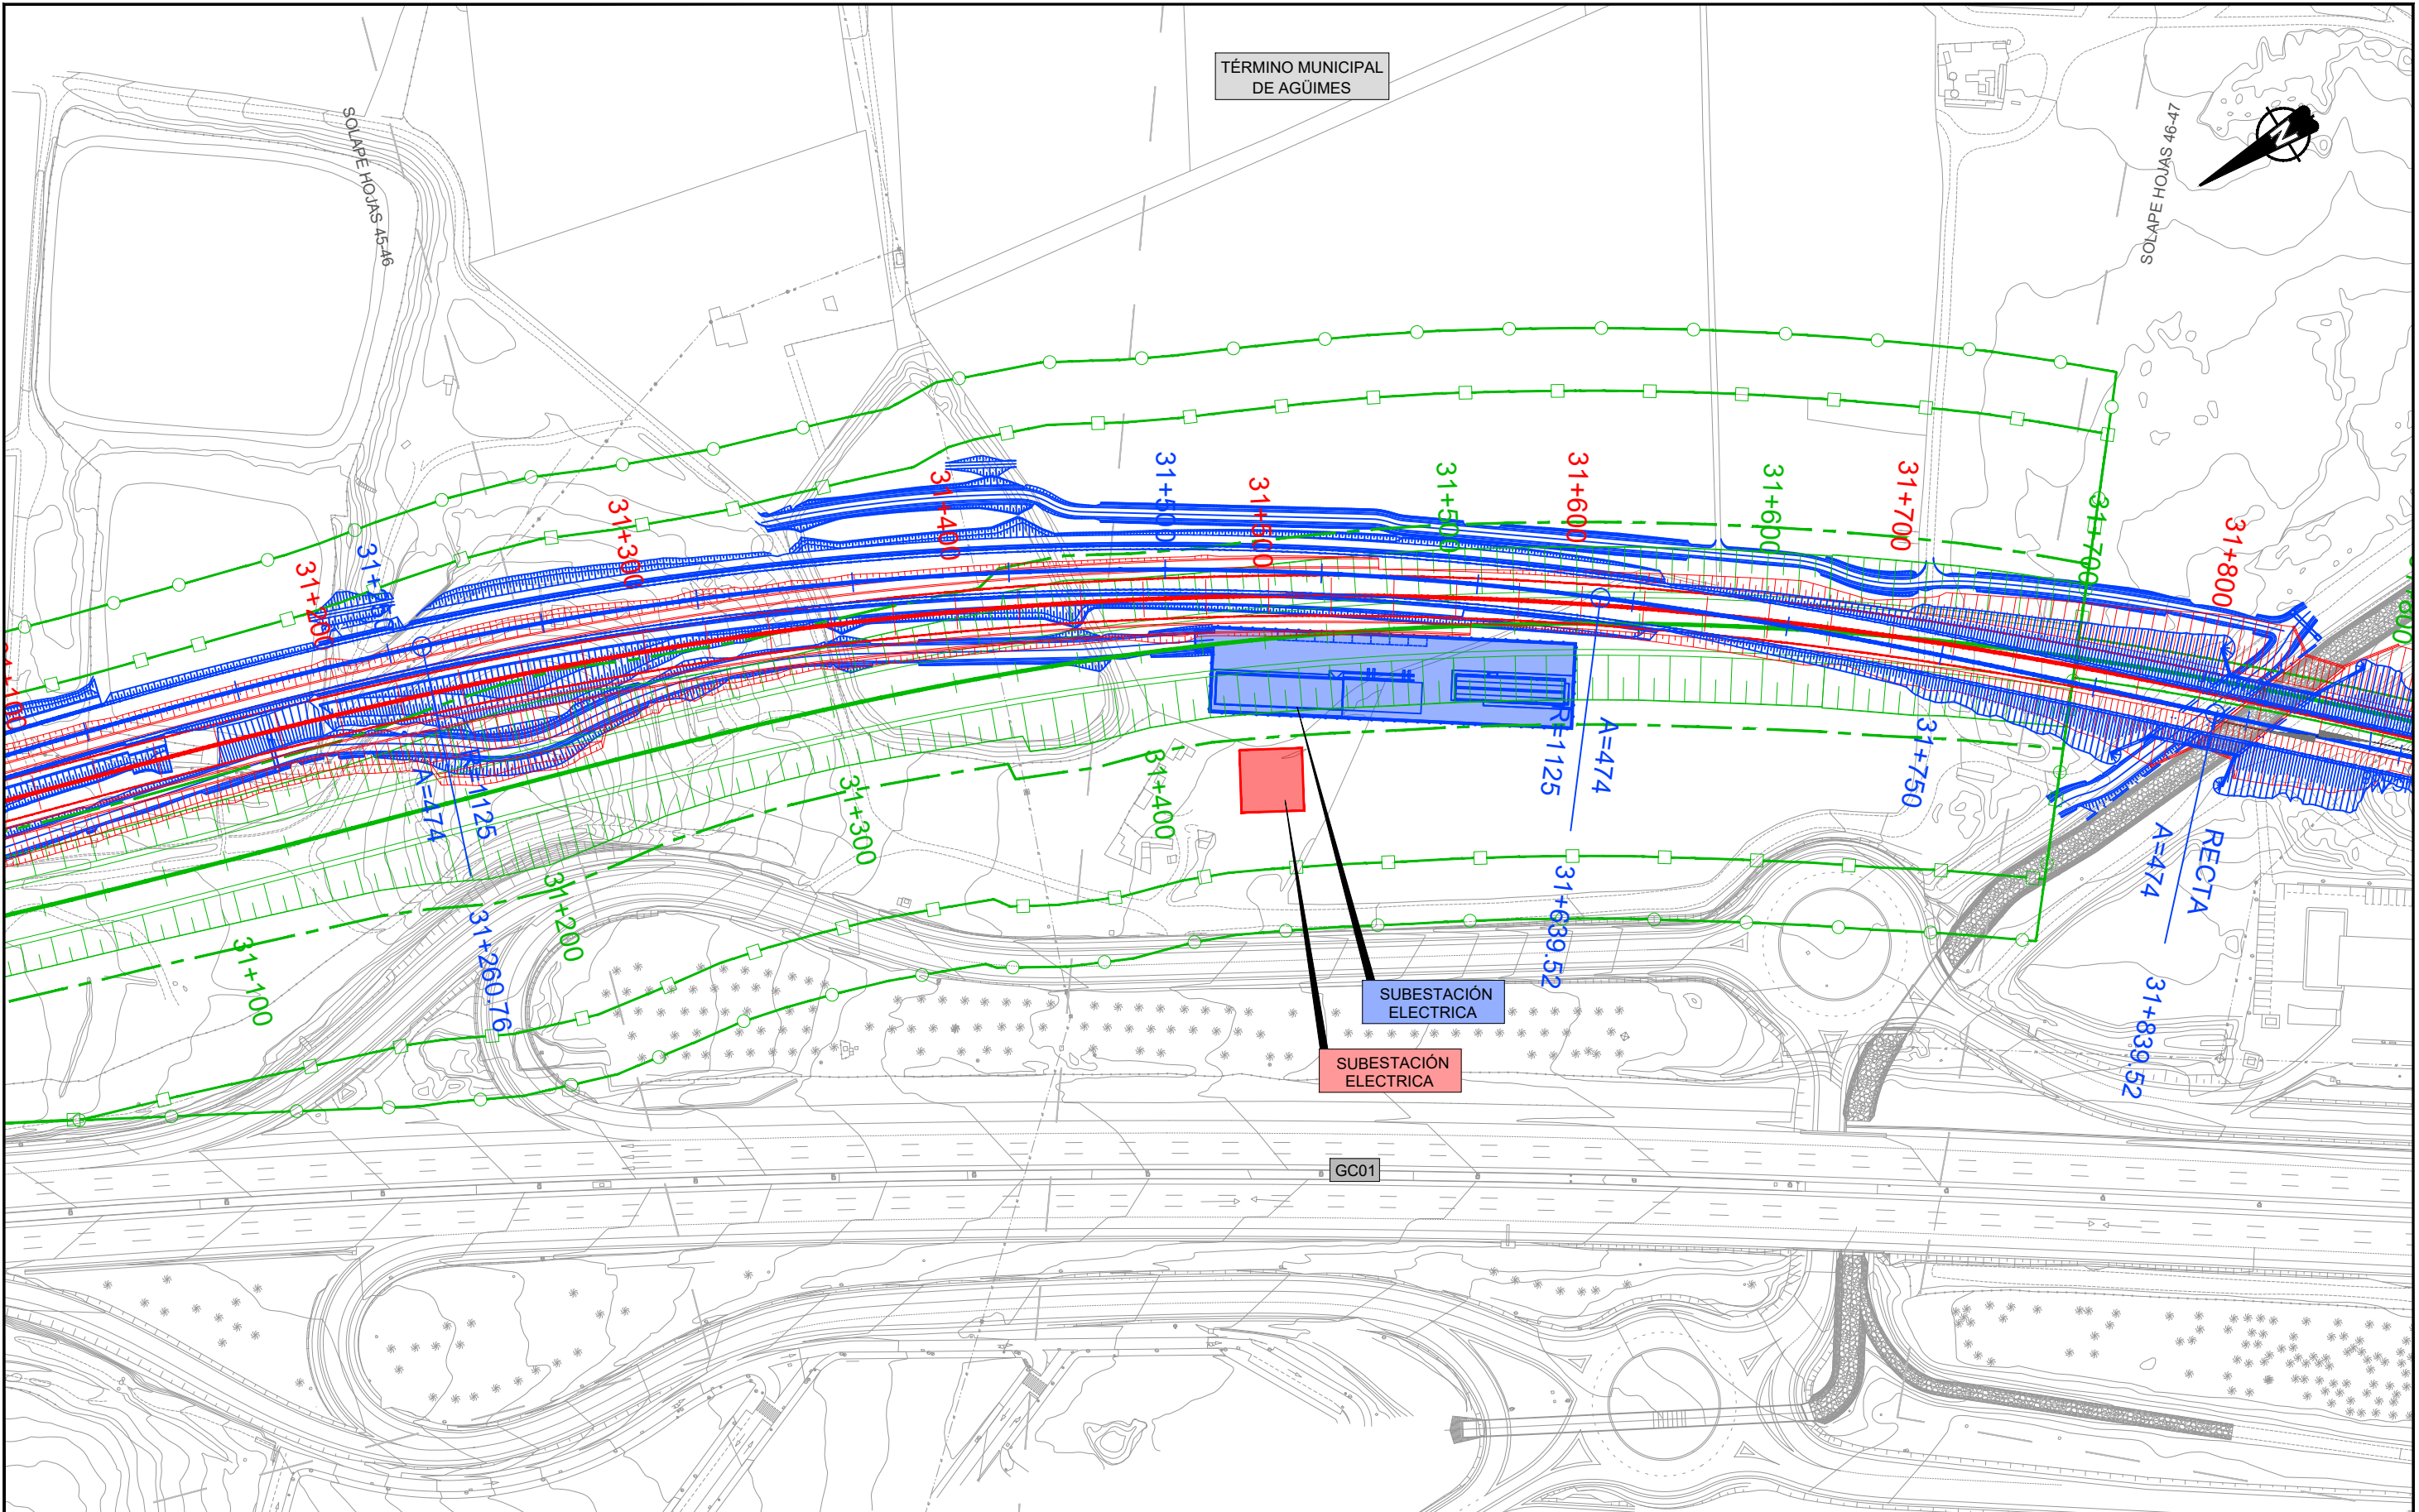 TÉRMINO MUNICIPAL
DE AGÜIMES
SOLAPE HOJAS 45-46
SOLAPE HOJAS 46-47
31+200
31+300
31+400
31+500
31+500
31+500
31+600
31+600
31+700
31+700
31+800
31+100
31+200
31+300
31+400
31+750
A=474
R=1125
31+260.76
R=1125
A=474
31+639.52
A=474
RECTA
31+839.52
SUBESTACIÓN
ELECTRICA
SUBESTACIÓN
ELECTRICA
GC01